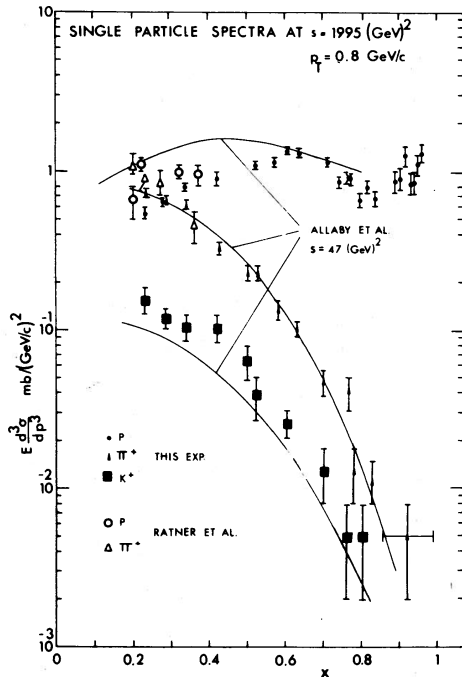 SINGLE PARTICLE SPECTRA AT s = 1995 (GeV)²
P_T = 0.8 GeV/c
10
1
10⁻¹
10⁻²
10⁻³
E d³σ/dp³ mb/(GeV/c)²
ALLABY ET AL.
s = 47 (GeV)²
P
π⁺ THIS EXP.
K⁺
P
RATNER ET AL.
π⁺
0 0.2 0.4 0.6 0.8 1
X